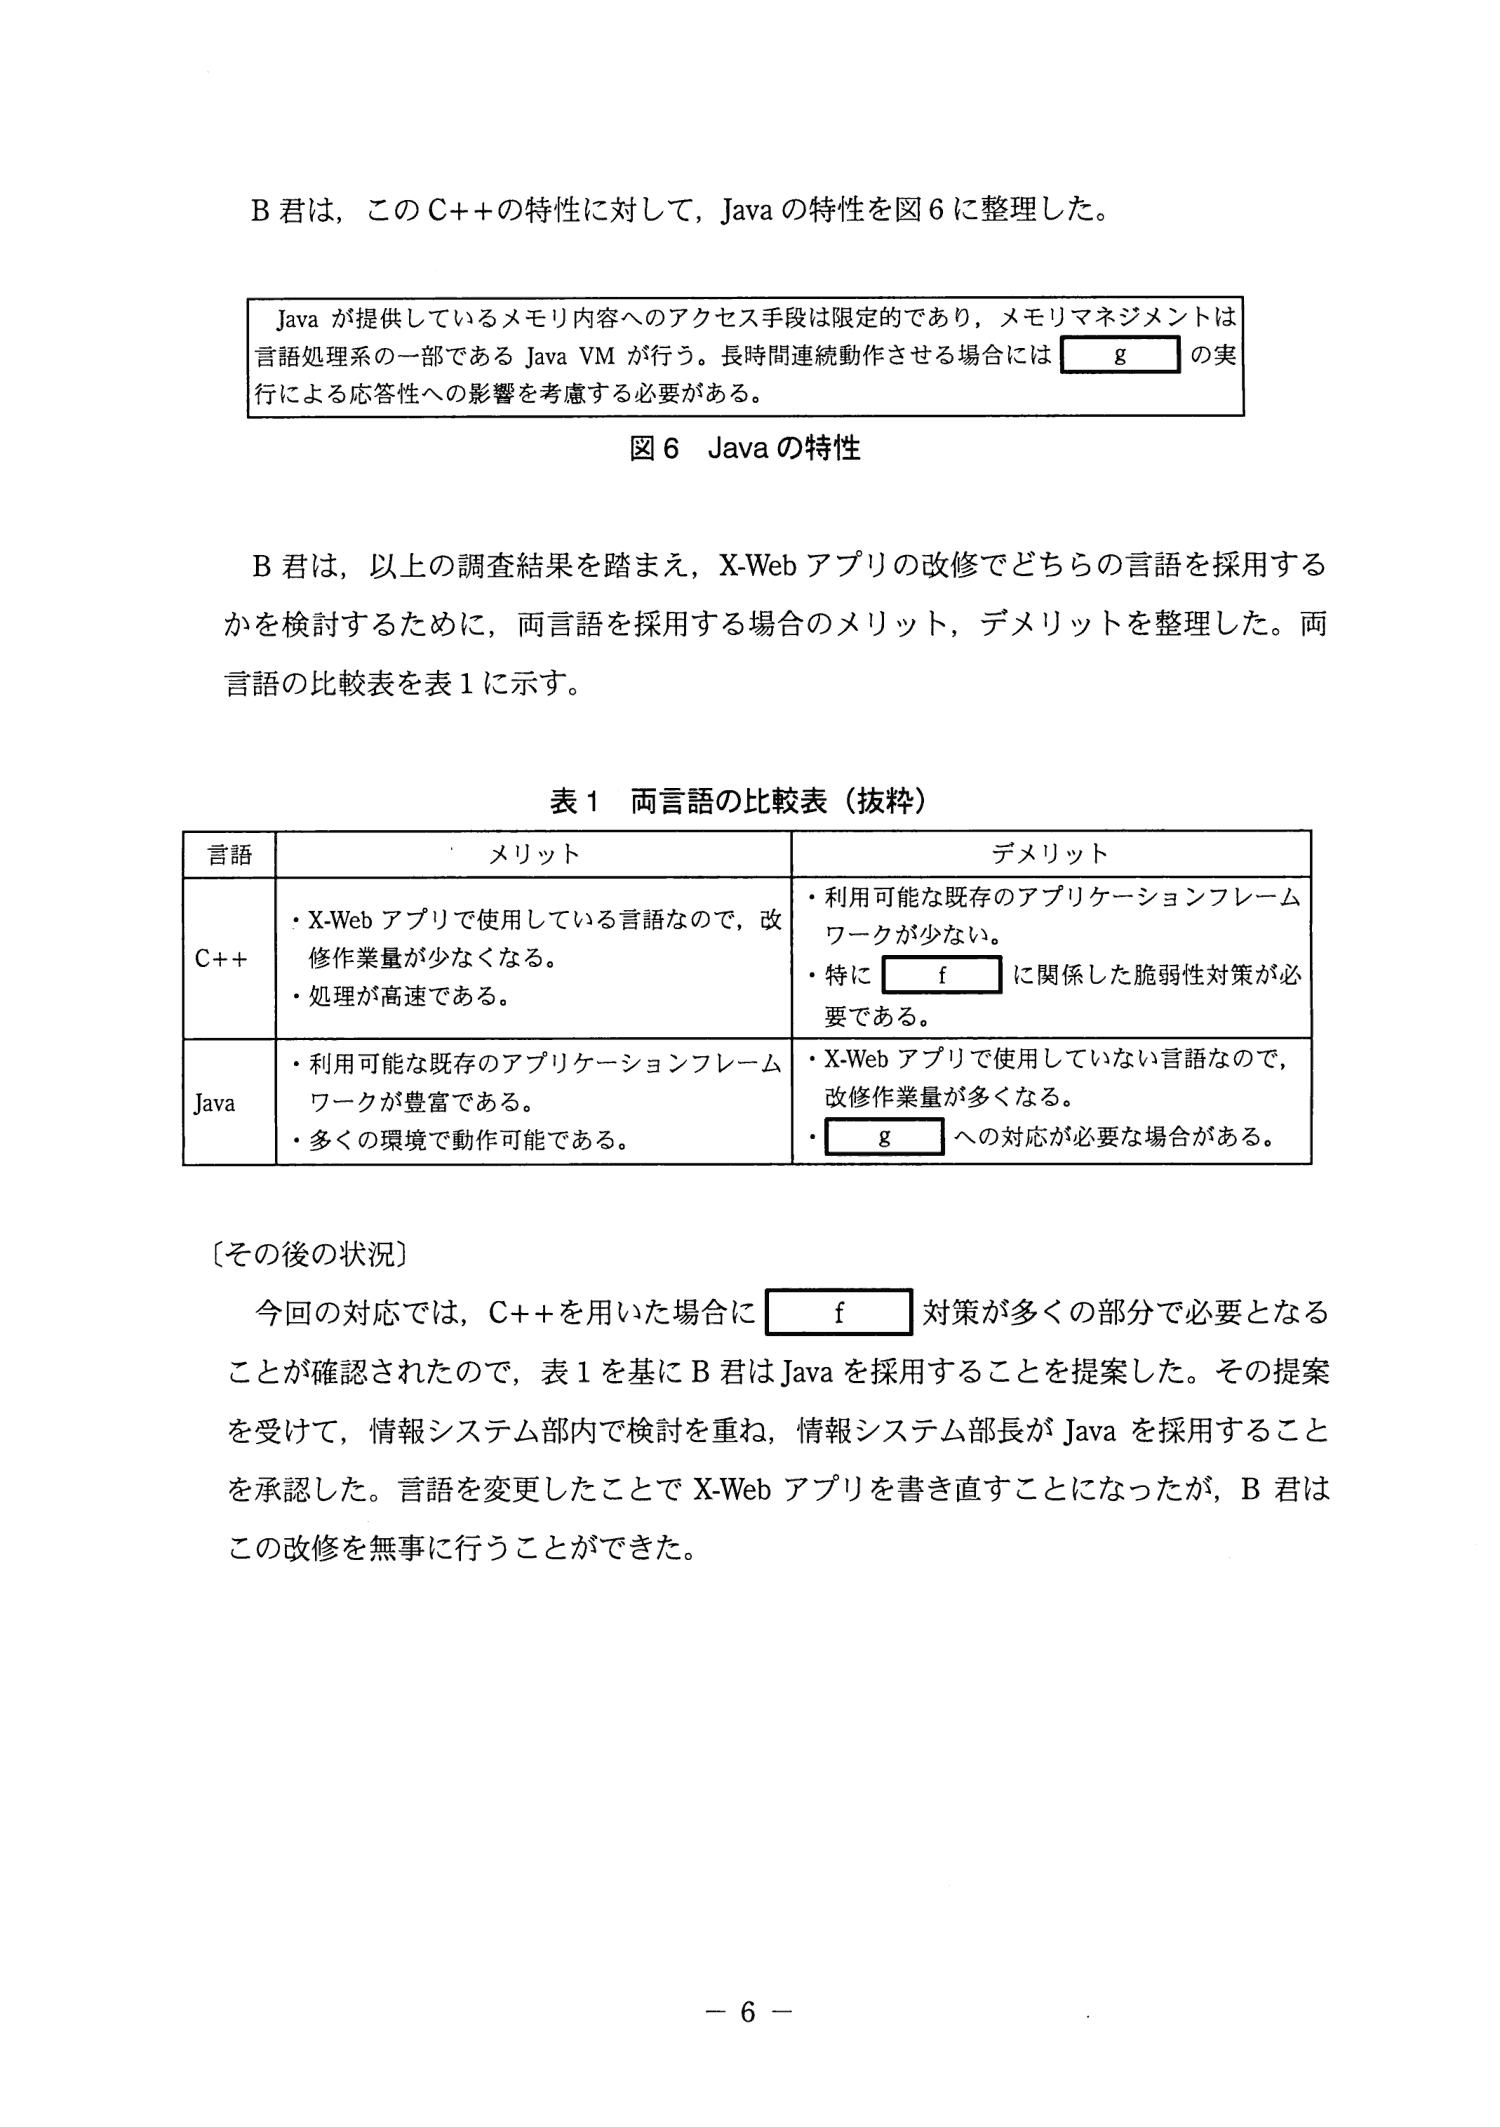 B 君は，この C++の特性に対して，Java の特性を図 6 に整理した。
Java が提供しているメモリ内容へのアクセス手段は限定的であり，メモリマネジメントは
言語処理系の一部である Java VM が行う。長時間連続動作させる場合には g の実
行による応答性への影響を考慮する必要がある。
図 6 Java の特性
B 君は，以上の調査結果を踏まえ，X-Web アプリの改修でどちらの言語を採用する
かを検討するために，両言語を採用する場合のメリット，デメリットを整理した。両
言語の比較表を表 1 に示す。
表 1 両言語の比較表（抜粋）
言語 メリット デメリット
C++
・X-Web アプリで使用している言語なので，改
修作業量が少なくなる。
・処理が高速である。
・利用可能な既存のアプリケーションフレーム
ワークが少ない。
・特に f に関係した脆弱性対策が必
要である。
Java
・利用可能な既存のアプリケーションフレーム
ワークが豊富である。
・多くの環境で動作可能である。
・X-Web アプリで使用していない言語なので，
改修作業量が多くなる。
・ g への対応が必要な場合がある。
〔その後の状況〕
今回の対応では，C++を用いた場合に f 対策が多くの部分で必要となる
ことが確認されたので，表 1 を基に B 君は Java を採用することを提案した。その提案
を受けて，情報システム部内で検討を重ね，情報システム部長が Java を採用すること
を承認した。言語を変更したことで X-Web アプリを書き直すことになったが，B 君は
この改修を無事に行うことができた。
－ 6 －